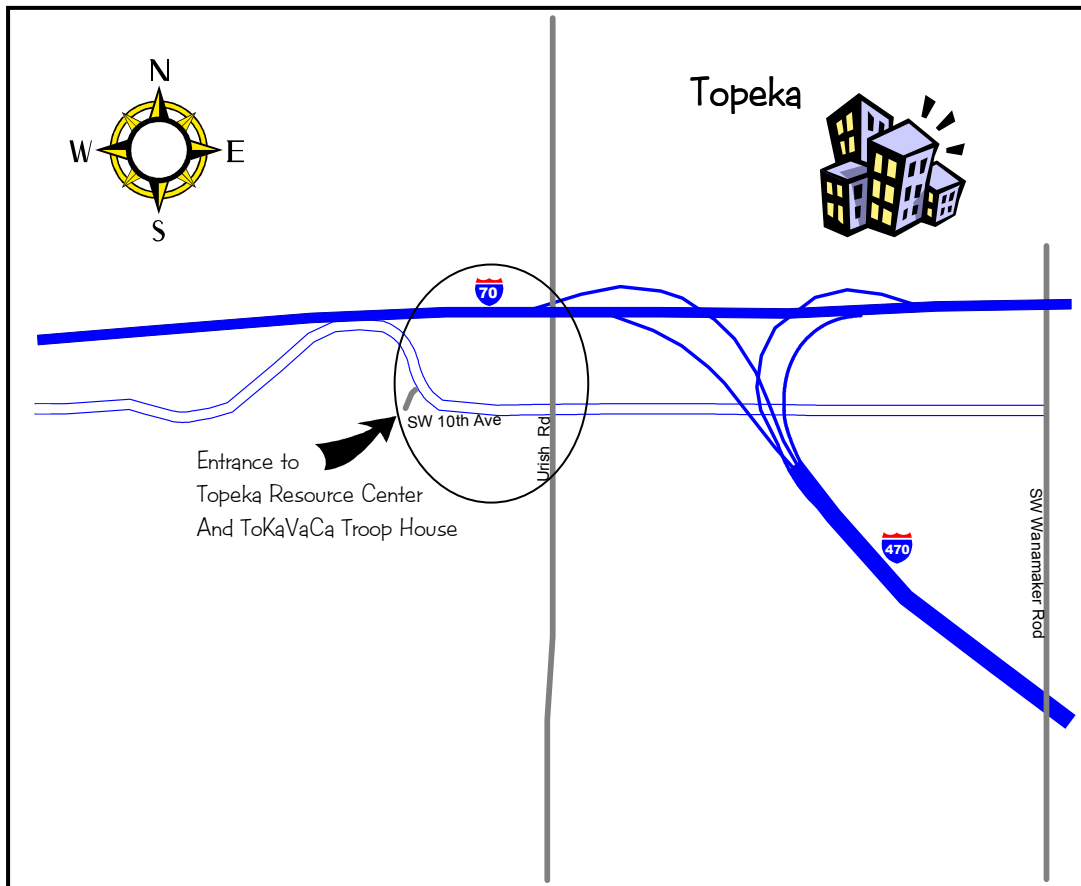 N
W
E
S
Topeka
70
SW 10th Ave
Urish Rd
Entrance to
Topeka Resource Center
And ToKaVaCa Troop House
470
SW Wanamaker Rod